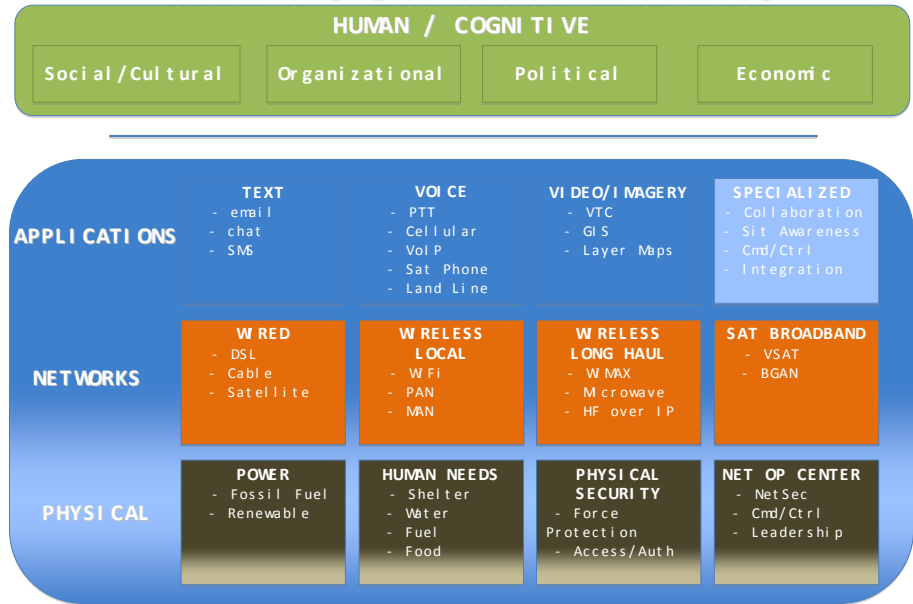 HUMAN / COGNITIVE
Social/Cultural
Organizational
Political
Economic
APPLICATIONS
TEXT
- email
- chat
- SMS
VOICE
- PTT
- Cellular
- VoIP
- Sat Phone
- Land Line
VIDEO/IMAGERY
- VTC
- GIS
- Layer Maps
SPECIALIZED
- Collaboration
- Sit Awareness
- Cmd/Ctrl
- Integration
NETWORKS
WIRED
- DSL
- Cable
- Satellite
WIRELESS
LOCAL
- WiFi
- PAN
- MAN
WIRELESS
LONG HAUL
- WiMAX
- Microwave
- HF over IP
SAT BROADBAND
- VSAT
- BGAN
PHYSICAL
POWER
- Fossil Fuel
- Renewable
HUMAN NEEDS
- Shelter
- Water
- Fuel
- Food
PHYSICAL
SECURITY
- Force
Protection
- Access/Auth
NET OP CENTER
- NetSec
- Cmd/Ctrl
- Leadership